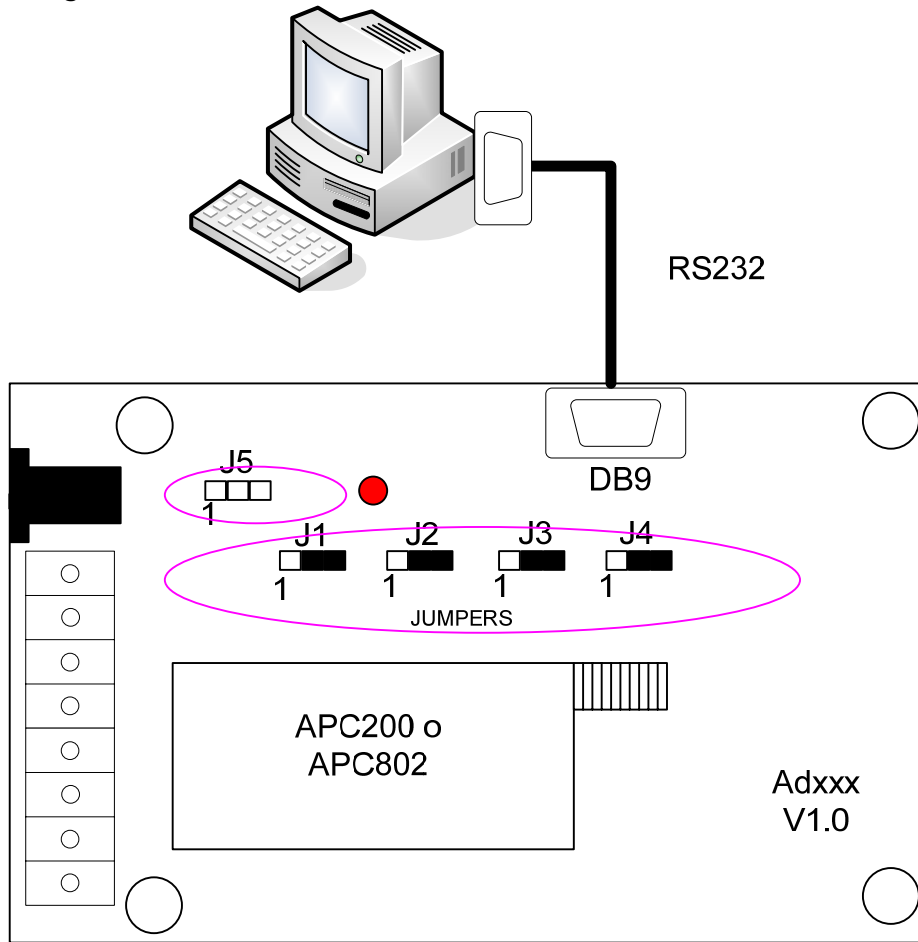 RS232
DB9
J5
1
J1 J2 J3 J4
1 1 1 1
JUMPERS
APC200 o
APC802
Adxxx
V1.0